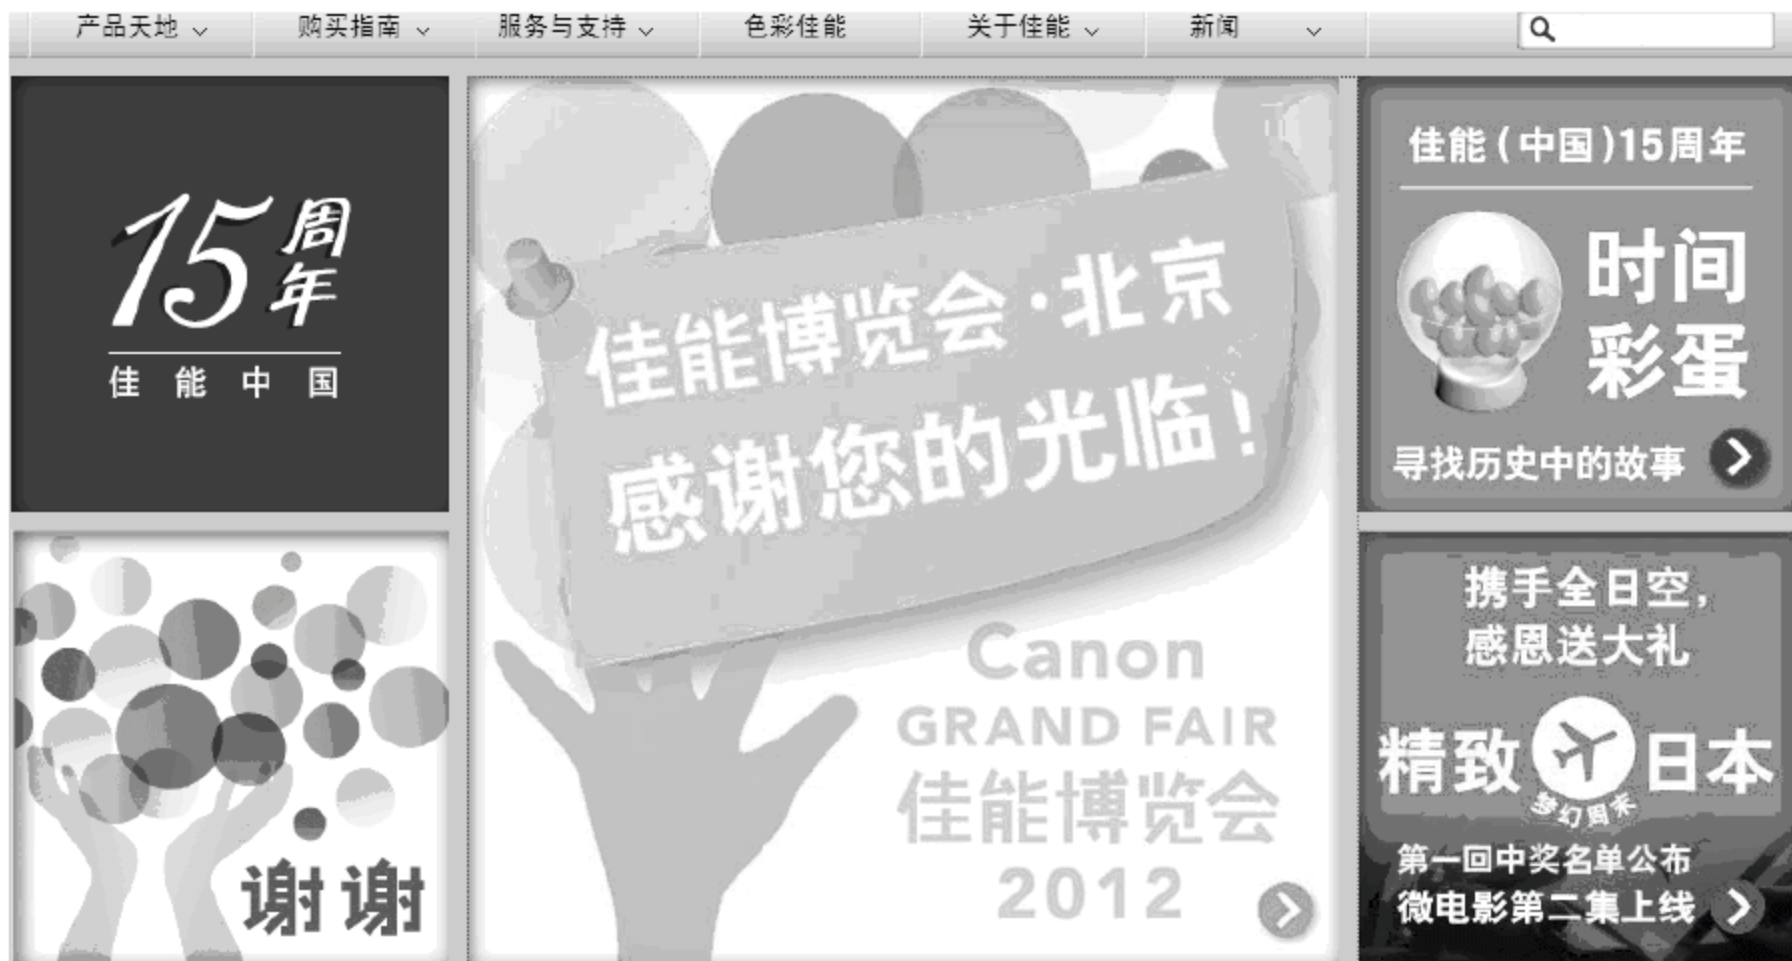 产品天地
购买指南
服务与支持
色彩佳能
关于佳能
新闻
15周年
佳能中国
谢谢
佳能博览会·北京
感谢您的光临!
Canon
GRAND FAIR
佳能博览会
2012
佳能(中国)15周年
时间
彩蛋
寻找历史中的故事
携手全日空，
感恩送大礼
精致日本
梦幻周末
第一回中奖名单公布
微电影第二集上线